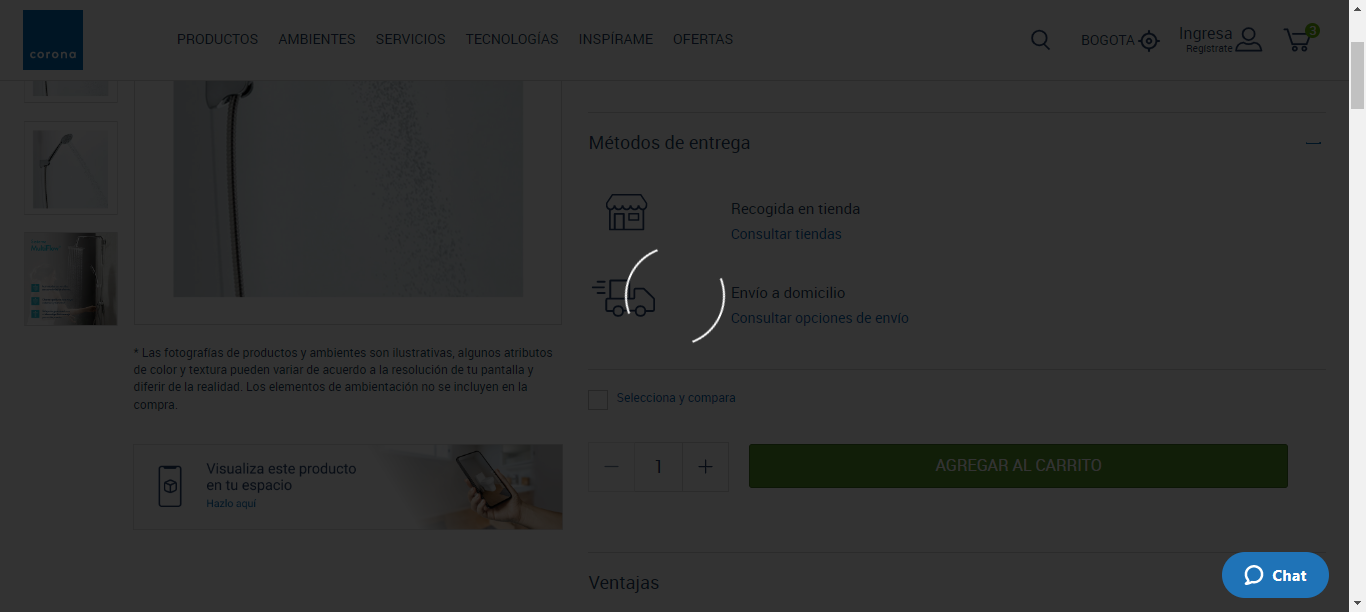 corona
PRODUCTOS
AMBIENTES
SERVICIOS
TECNOLOGÍAS
INSPÍRAME
OFERTAS
BOGOTA
Ingresa
Regístrate
3
Métodos de entrega
Recogida en tienda
Consultar tiendas
Envío a domicilio
Consultar opciones de envío
* Las fotografías de productos y ambientes son ilustrativas, algunos atributos
de color y textura pueden variar de acuerdo a la resolución de tu pantalla y
diferir de la realidad. Los elementos de ambientación no se incluyen en la
compra.
Selecciona y compara
1
AGREGAR AL CARRITO
Visualiza este producto
en tu espacio
Hazlo aquí
Ventajas
Chat